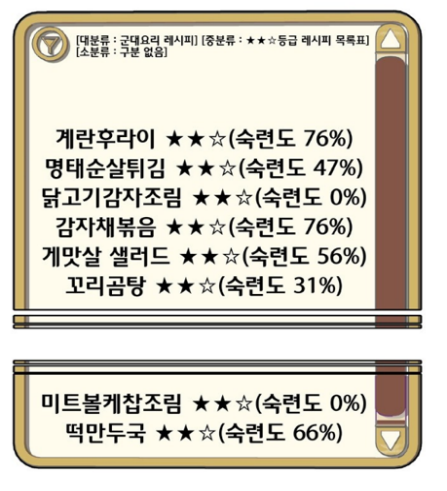 [대분류 : 군대요리 레시피] [중분류 : ★★☆등급 레시피 목록표]
[소분류 : 구분 없음]
계란후라이 ★★☆(숙련도 76%)
명태순살튀김 ★★☆(숙련도 47%)
닭고기감자조림 ★★☆(숙련도 0%)
감자채볶음 ★★☆(숙련도 76%)
게맛살 샐러드 ★★☆(숙련도 56%)
꼬리곰탕 ★★☆(숙련도 31%)
미트볼케찹조림 ★★☆(숙련도 0%)
떡만두국 ★★☆(숙련도 66%)